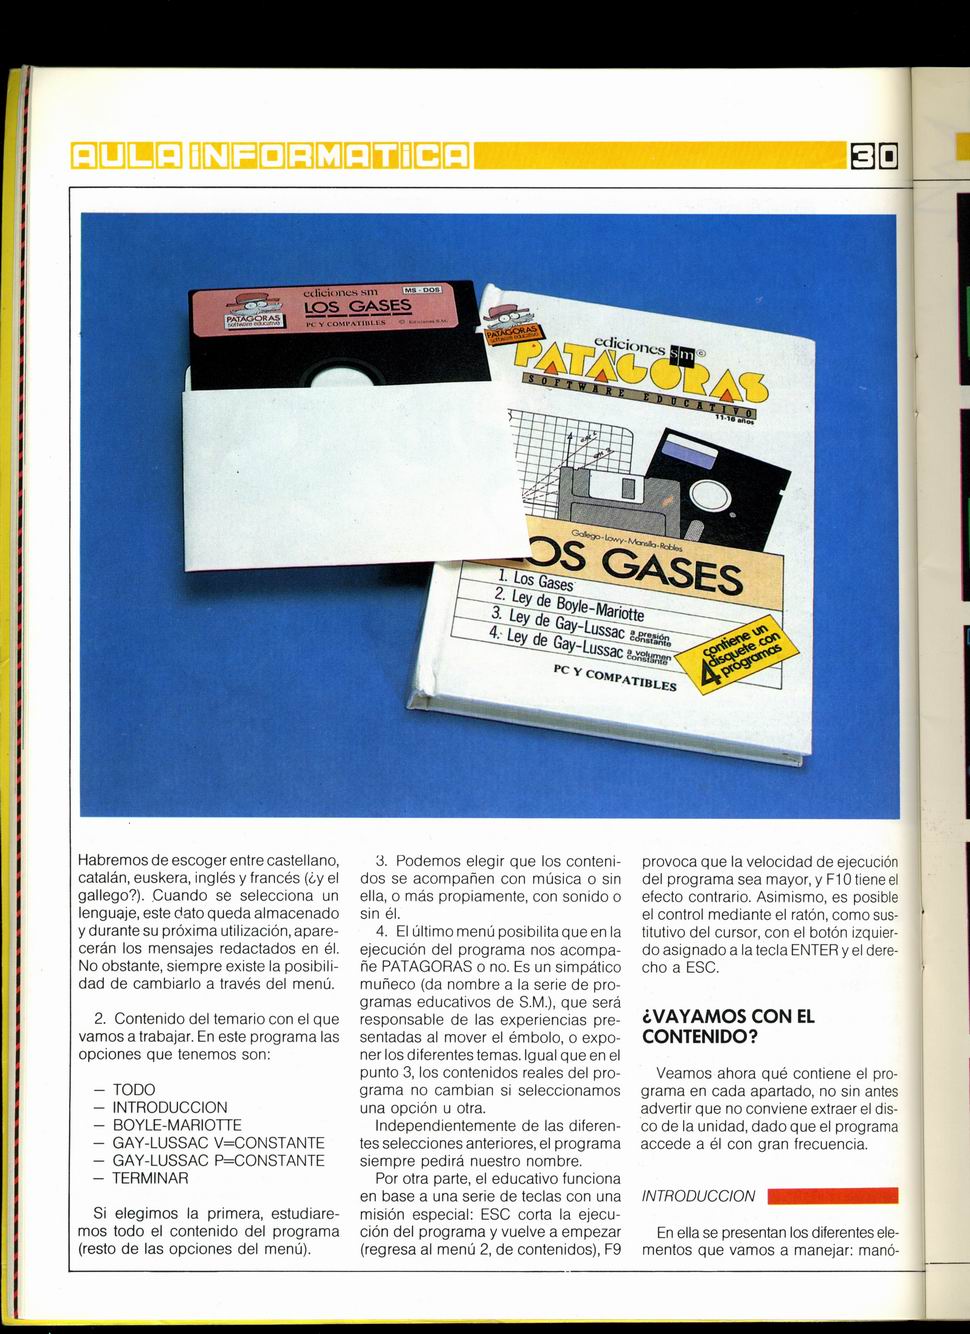 AULA iNFORMATiCA
30
ediciones sm
MS-DOS
LOS GASES
PATAGORAS
software educativo
PC Y COMPATIBLES
© Ediciones S.M.
PATAGORAS
software educativo
ediciones sm©
PATAGORAS
SOFTWARE EDUCATIVO
11-16 años
Gallego-Lowy-Mansilla-Robles
LOS GASES
1. Los Gases
2. Ley de Boyle-Mariotte
3. Ley de Gay-Lussac a presión constante
4. Ley de Gay-Lussac a volumen constante
contiene un
disquete con
4 programas
PC Y COMPATIBLES
Habremos de escoger entre castellano,
catalán, euskera, inglés y francés (¿y el
gallego?). Cuando se selecciona un
lenguaje, este dato queda almacenado
y durante su próxima utilización, apare-
cerán los mensajes redactados en él.
No obstante, siempre existe la posibili-
dad de cambiarlo a través del menú.
2. Contenido del temario con el que
vamos a trabajar. En este programa las
opciones que tenemos son:
— TODO
— INTRODUCCION
— BOYLE-MARIOTTE
— GAY-LUSSAC V=CONSTANTE
— GAY-LUSSAC P=CONSTANTE
— TERMINAR
Si elegimos la primera, estudiare-
mos todo el contenido del programa
(resto de las opciones del menú).
3. Podemos elegir que los conteni-
dos se acompañen con música o sin
ella, o más propiamente, con sonido o
sin él.
4. El último menú posibilita que en la
ejecución del programa nos acompa-
ñe PATAGORAS o no. Es un simpático
muñeco (da nombre a la serie de pro-
gramas educativos de S.M.), que será
responsable de las experiencias pre-
sentadas al mover el émbolo, o expo-
ner los diferentes temas. Igual que en el
punto 3, los contenidos reales del pro-
grama no cambian si seleccionamos
una opción u otra.
Independientemente de las diferen-
tes selecciones anteriores, el programa
siempre pedirá nuestro nombre.
Por otra parte, el educativo funciona
en base a una serie de teclas con una
misión especial: ESC corta la ejecu-
ción del programa y vuelve a empezar
(regresa al menú 2, de contenidos), F9
provoca que la velocidad de ejecución
del programa sea mayor, y F10 tiene el
efecto contrario. Asimismo, es posible
el control mediante el ratón, como sus-
titutivo del cursor, con el botón izquier-
do asignado a la tecla ENTER y el dere-
cho a ESC.
¿VAYAMOS CON EL
CONTENIDO?
Veamos ahora qué contiene el pro-
grama en cada apartado, no sin antes
advertir que no conviene extraer el dis-
co de la unidad, dado que el programa
accede a él con gran frecuencia.
INTRODUCCION
En ella se presentan los diferentes ele-
mentos que vamos a manejar: manó-